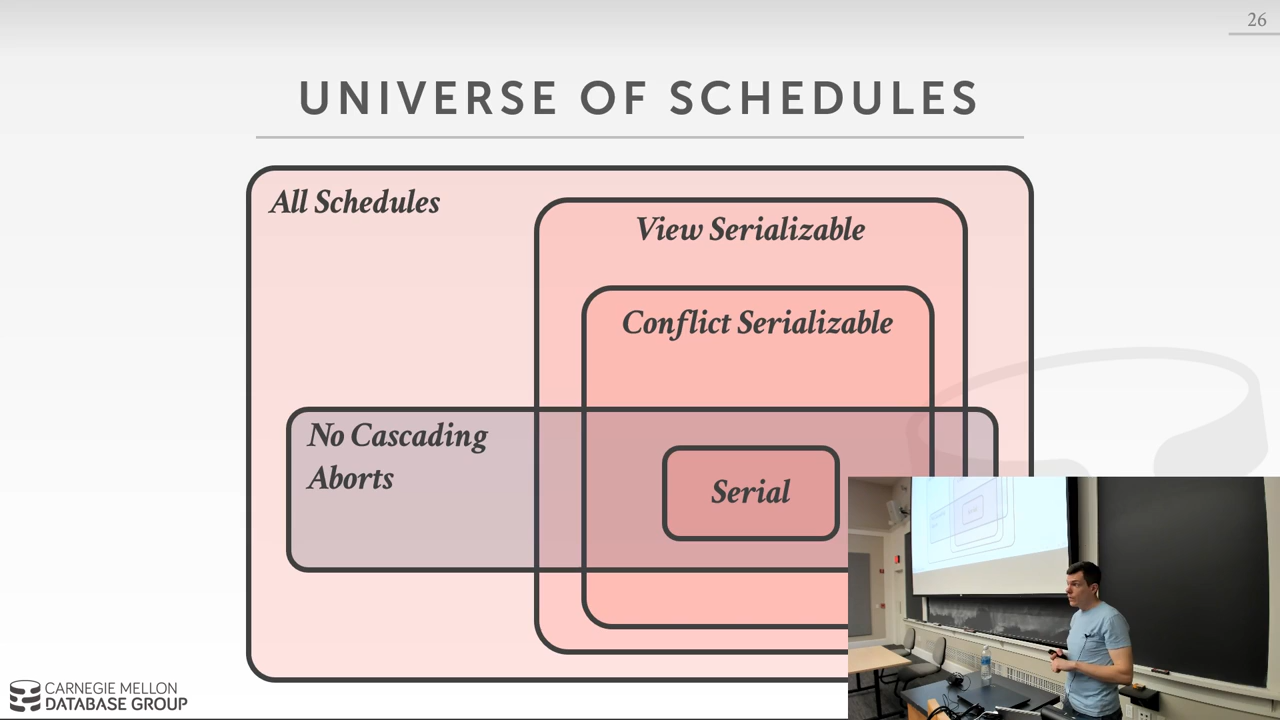 26
UNIVERSE OF SCHEDULES
All Schedules
View Serializable
Conflict Serializable
No Cascading
Aborts
Serial
CARNEGIE MELLON
DATABASE GROUP